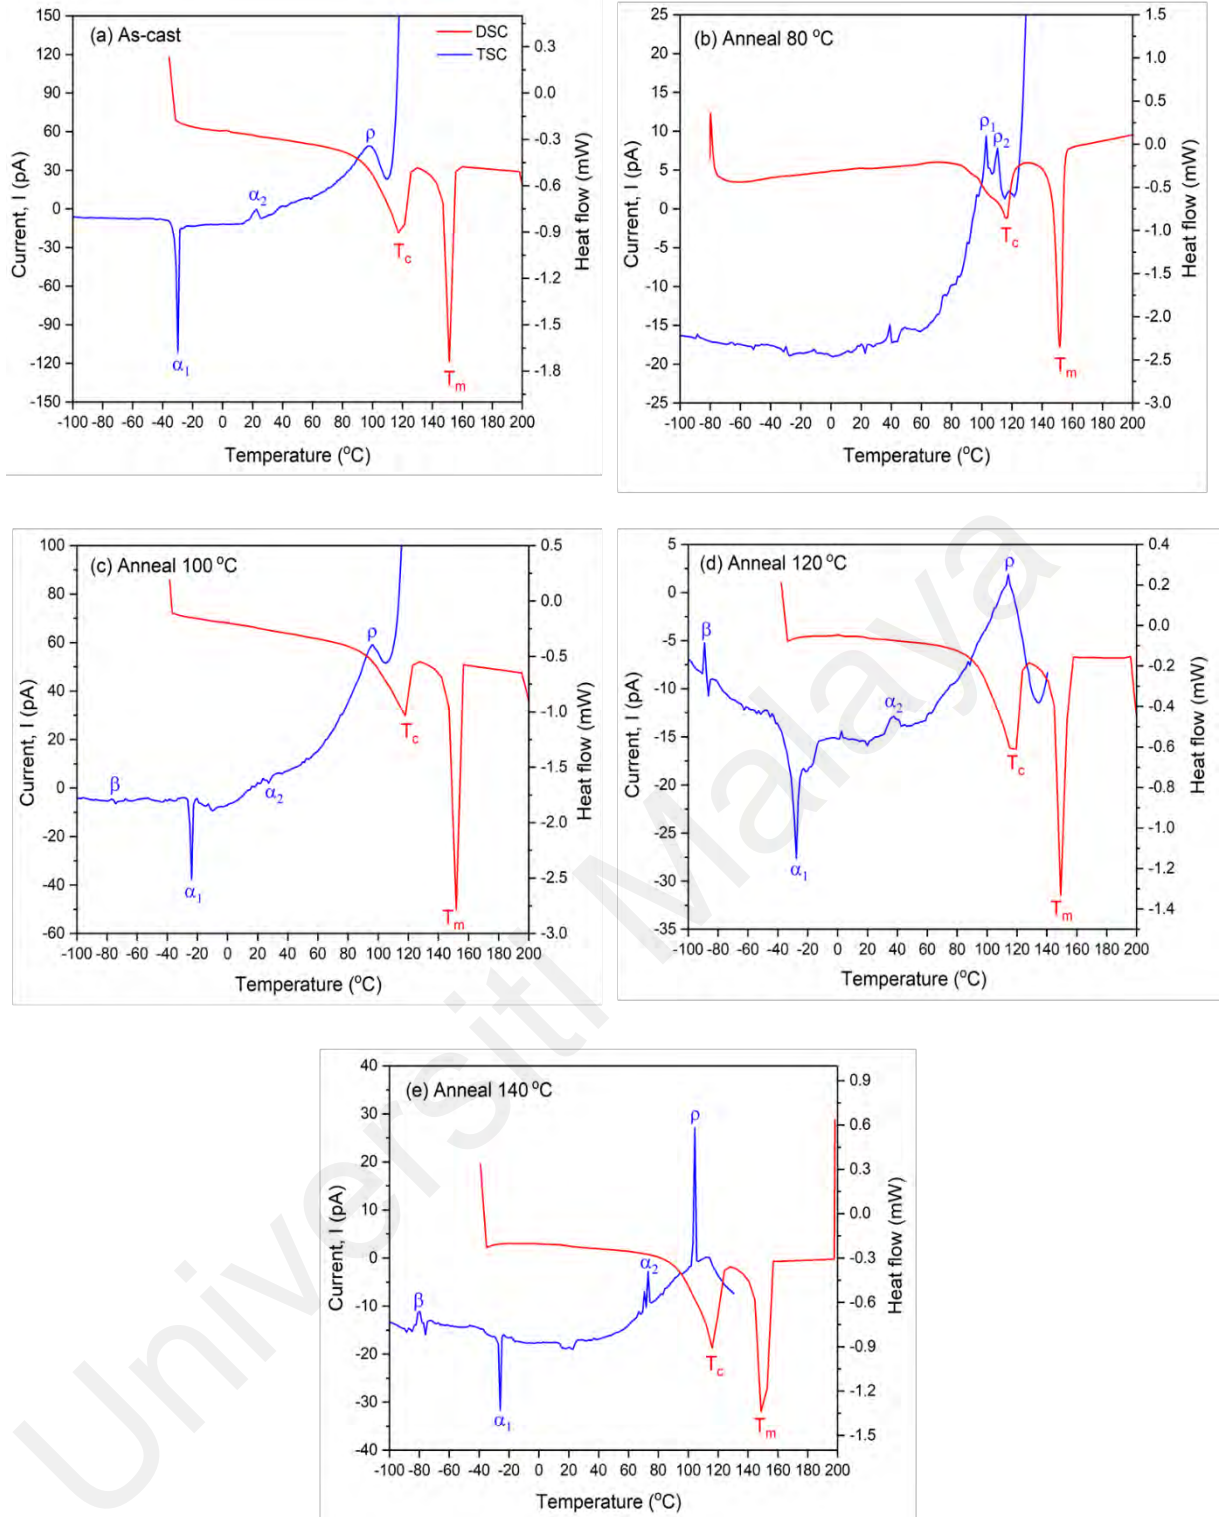 (a) As-cast
DSC
TSC
Current, I (pA)
150
120
90
60
30
0
-30
-60
-90
-120
-150
α1
α2
ρ
Tc
Tm
0.3
0.0
-0.3
-0.6
-0.9
-1.2
-1.5
-1.8
Heat flow (mW)
-100 -80 -60 -40 -20 0 20 40 60 80 100 120 140 160 180 200
Temperature (°C)
(b) Anneal 80 °C
Current, I (pA)
25
20
15
10
5
0
-5
-10
-15
-20
-25
ρ1
ρ2
Tc
Tm
1.5
1.0
0.5
0.0
-0.5
-1.0
-1.5
-2.0
-2.5
-3.0
Heat flow (mW)
-100 -80 -60 -40 -20 0 20 40 60 80 100 120 140 160 180 200
Temperature (°C)
(c) Anneal 100 °C
Current, I (pA)
100
80
60
40
20
0
-20
-40
-60
β
α1
α2
ρ
Tc
Tm
0.5
0.0
-0.5
-1.0
-1.5
-2.0
-2.5
-3.0
Heat flow (mW)
-100 -80 -60 -40 -20 0 20 40 60 80 100 120 140 160 180 200
Temperature (°C)
(d) Anneal 120 °C
Current, I (pA)
5
0
-5
-10
-15
-20
-25
-30
-35
β
α1
α2
ρ
Tc
Tm
0.4
0.2
0.0
-0.2
-0.4
-0.6
-0.8
-1.0
-1.2
-1.4
Heat flow (mW)
-100 -80 -60 -40 -20 0 20 40 60 80 100 120 140 160 180 200
Temperature (°C)
(e) Anneal 140 °C
Current, I (pA)
40
30
20
10
0
-10
-20
-30
-40
β
α1
α2
ρ
Tc
Tm
0.9
0.6
0.3
0.0
-0.3
-0.6
-0.9
-1.2
-1.5
Heat flow (mW)
-100 -80 -60 -40 -20 0 20 40 60 80 100 120 140 160 180 200
Temperature (°C)
Universiti Malaya